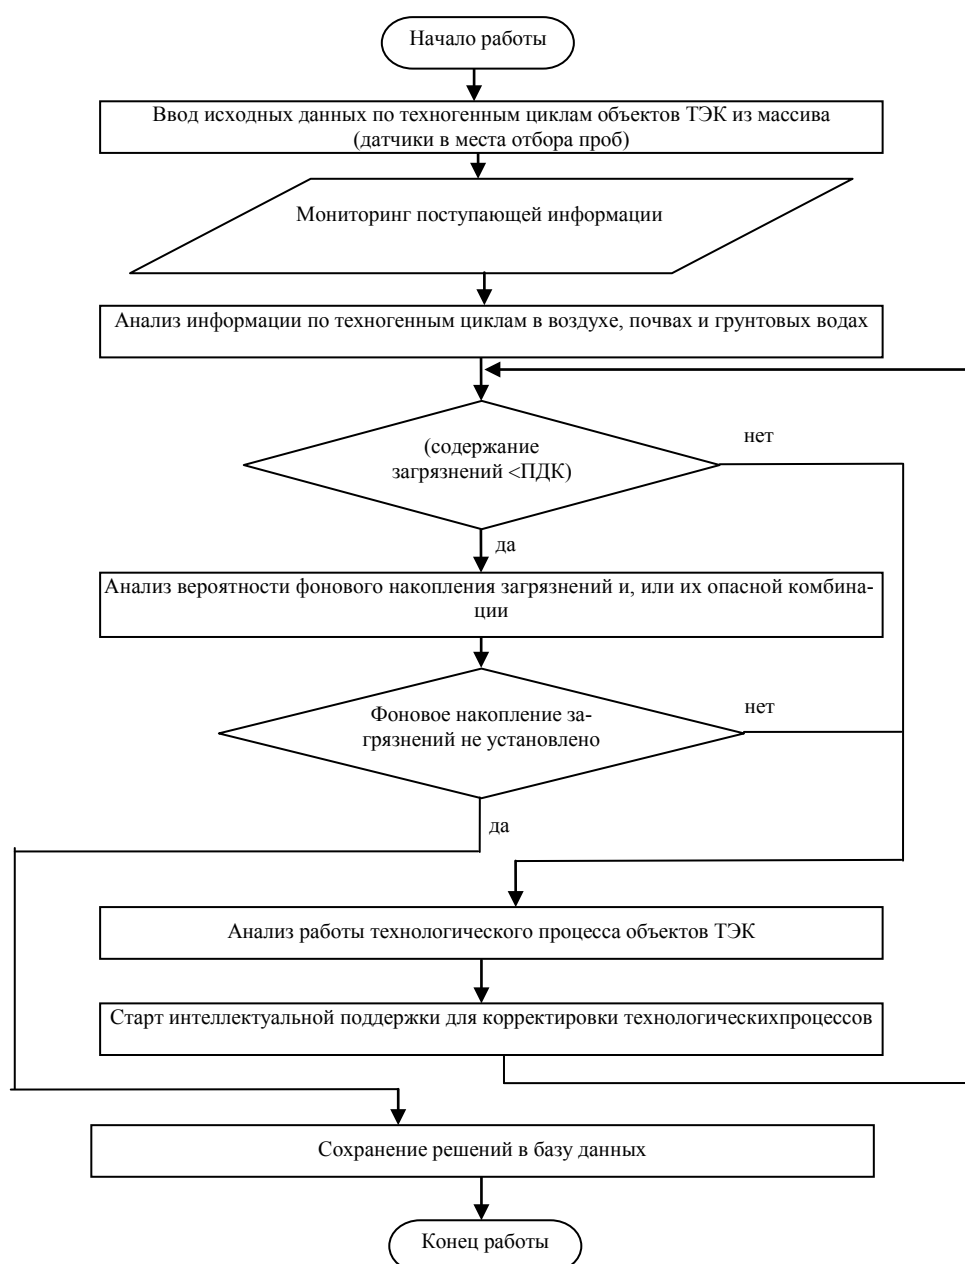 Начало работы
Ввод исходных данных по техногенным циклам объектов ТЭК из массива
(датчики в места отбора проб)
Мониторинг поступающей информации
Анализ информации по техногенным циклам в воздухе, почвах и грунтовых водах
(содержание
загрязнений <ПДК)
нет
да
Анализ вероятности фонового накопления загрязнений и, или их опасной комбина-
ции
Фоновое накопление за-
грязнений не установлено
нет
да
Анализ работы технологического процесса объектов ТЭК
Старт интеллектуальной поддержки для корректировки технологическихпроцессов
Сохранение решений в базу данных
Конец работы